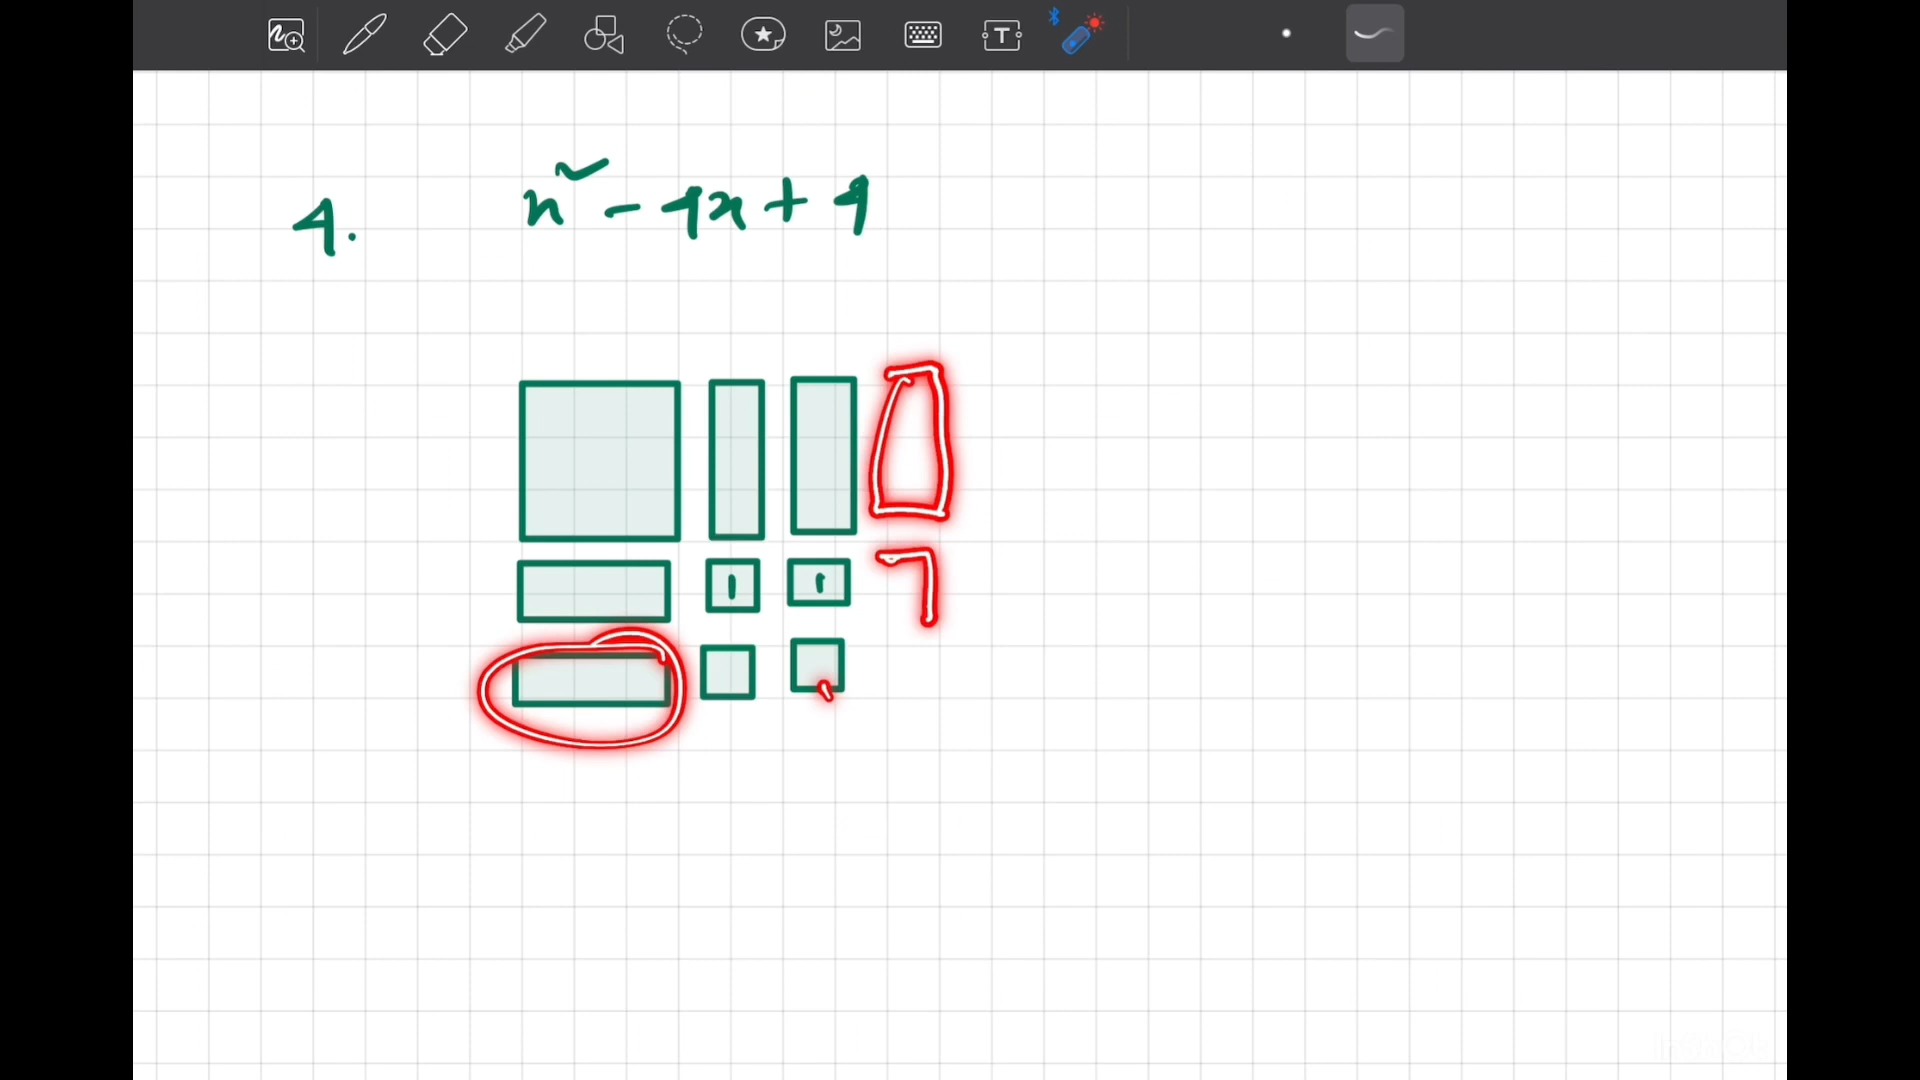 4. x² - 4x + 4
1 1